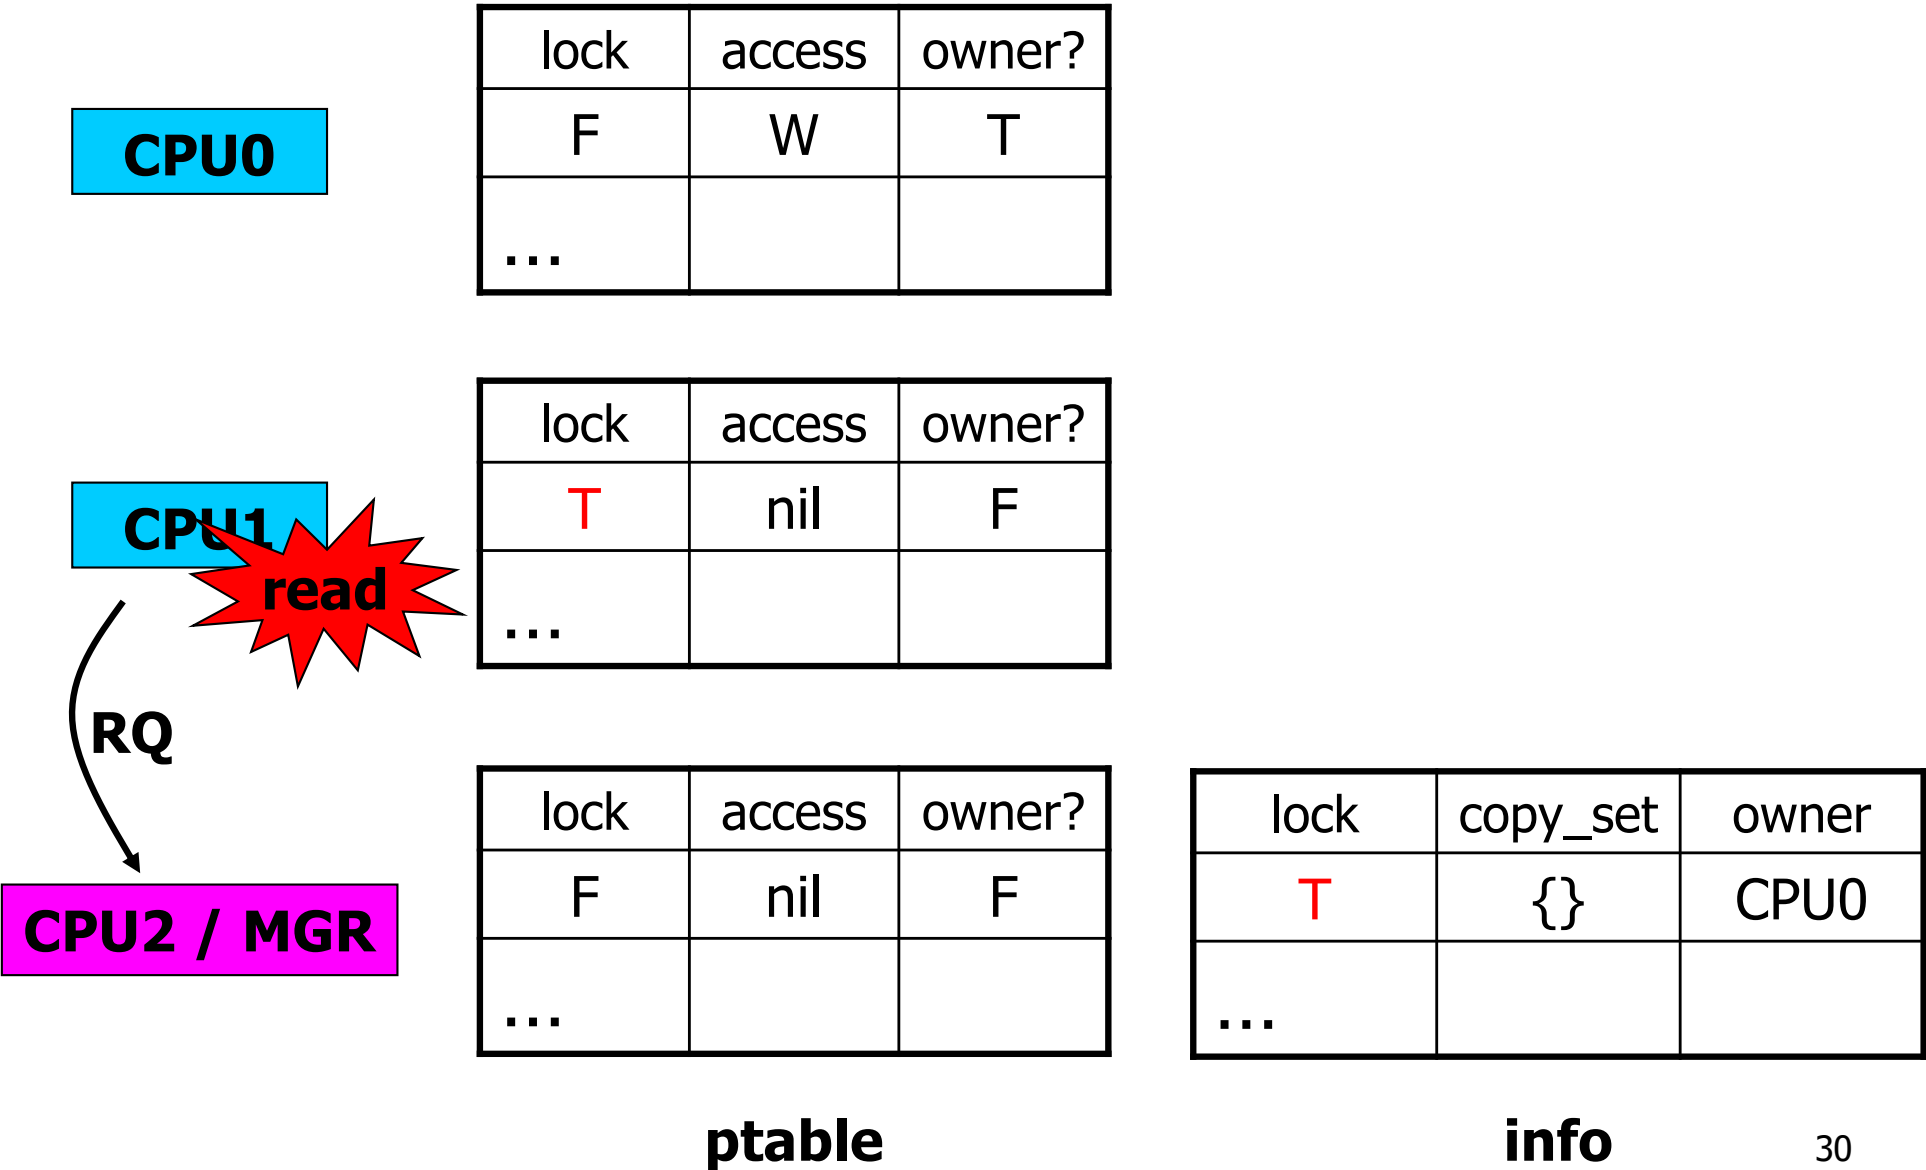 lock access owner?
CPU0
F W T
...
lock access owner?
CPU1
T nil F
read
...
RQ
lock access owner?
lock copy_set owner
CPU2 / MGR
F nil F
T {} CPU0
...
...
ptable
info
30